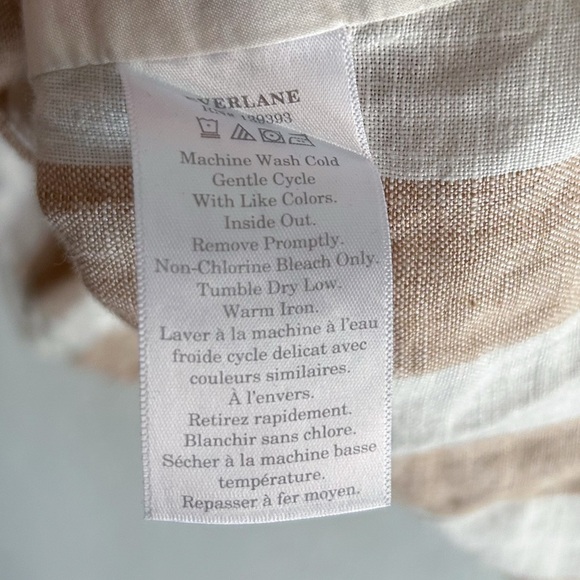 VERLANE
139393
Machine Wash Cold
Gentle Cycle
With Like Colors.
Inside Out.
Remove Promptly.
Non-Chlorine Bleach Only.
Tumble Dry Low.
Warm Iron.
Laver à la machine à l'eau
froide cycle delicat avec
couleurs similaires.
À l'envers.
Retirez rapidement.
Blanchir sans chlore.
Sécher à la machine basse
température.
Repasser à fer moyen.